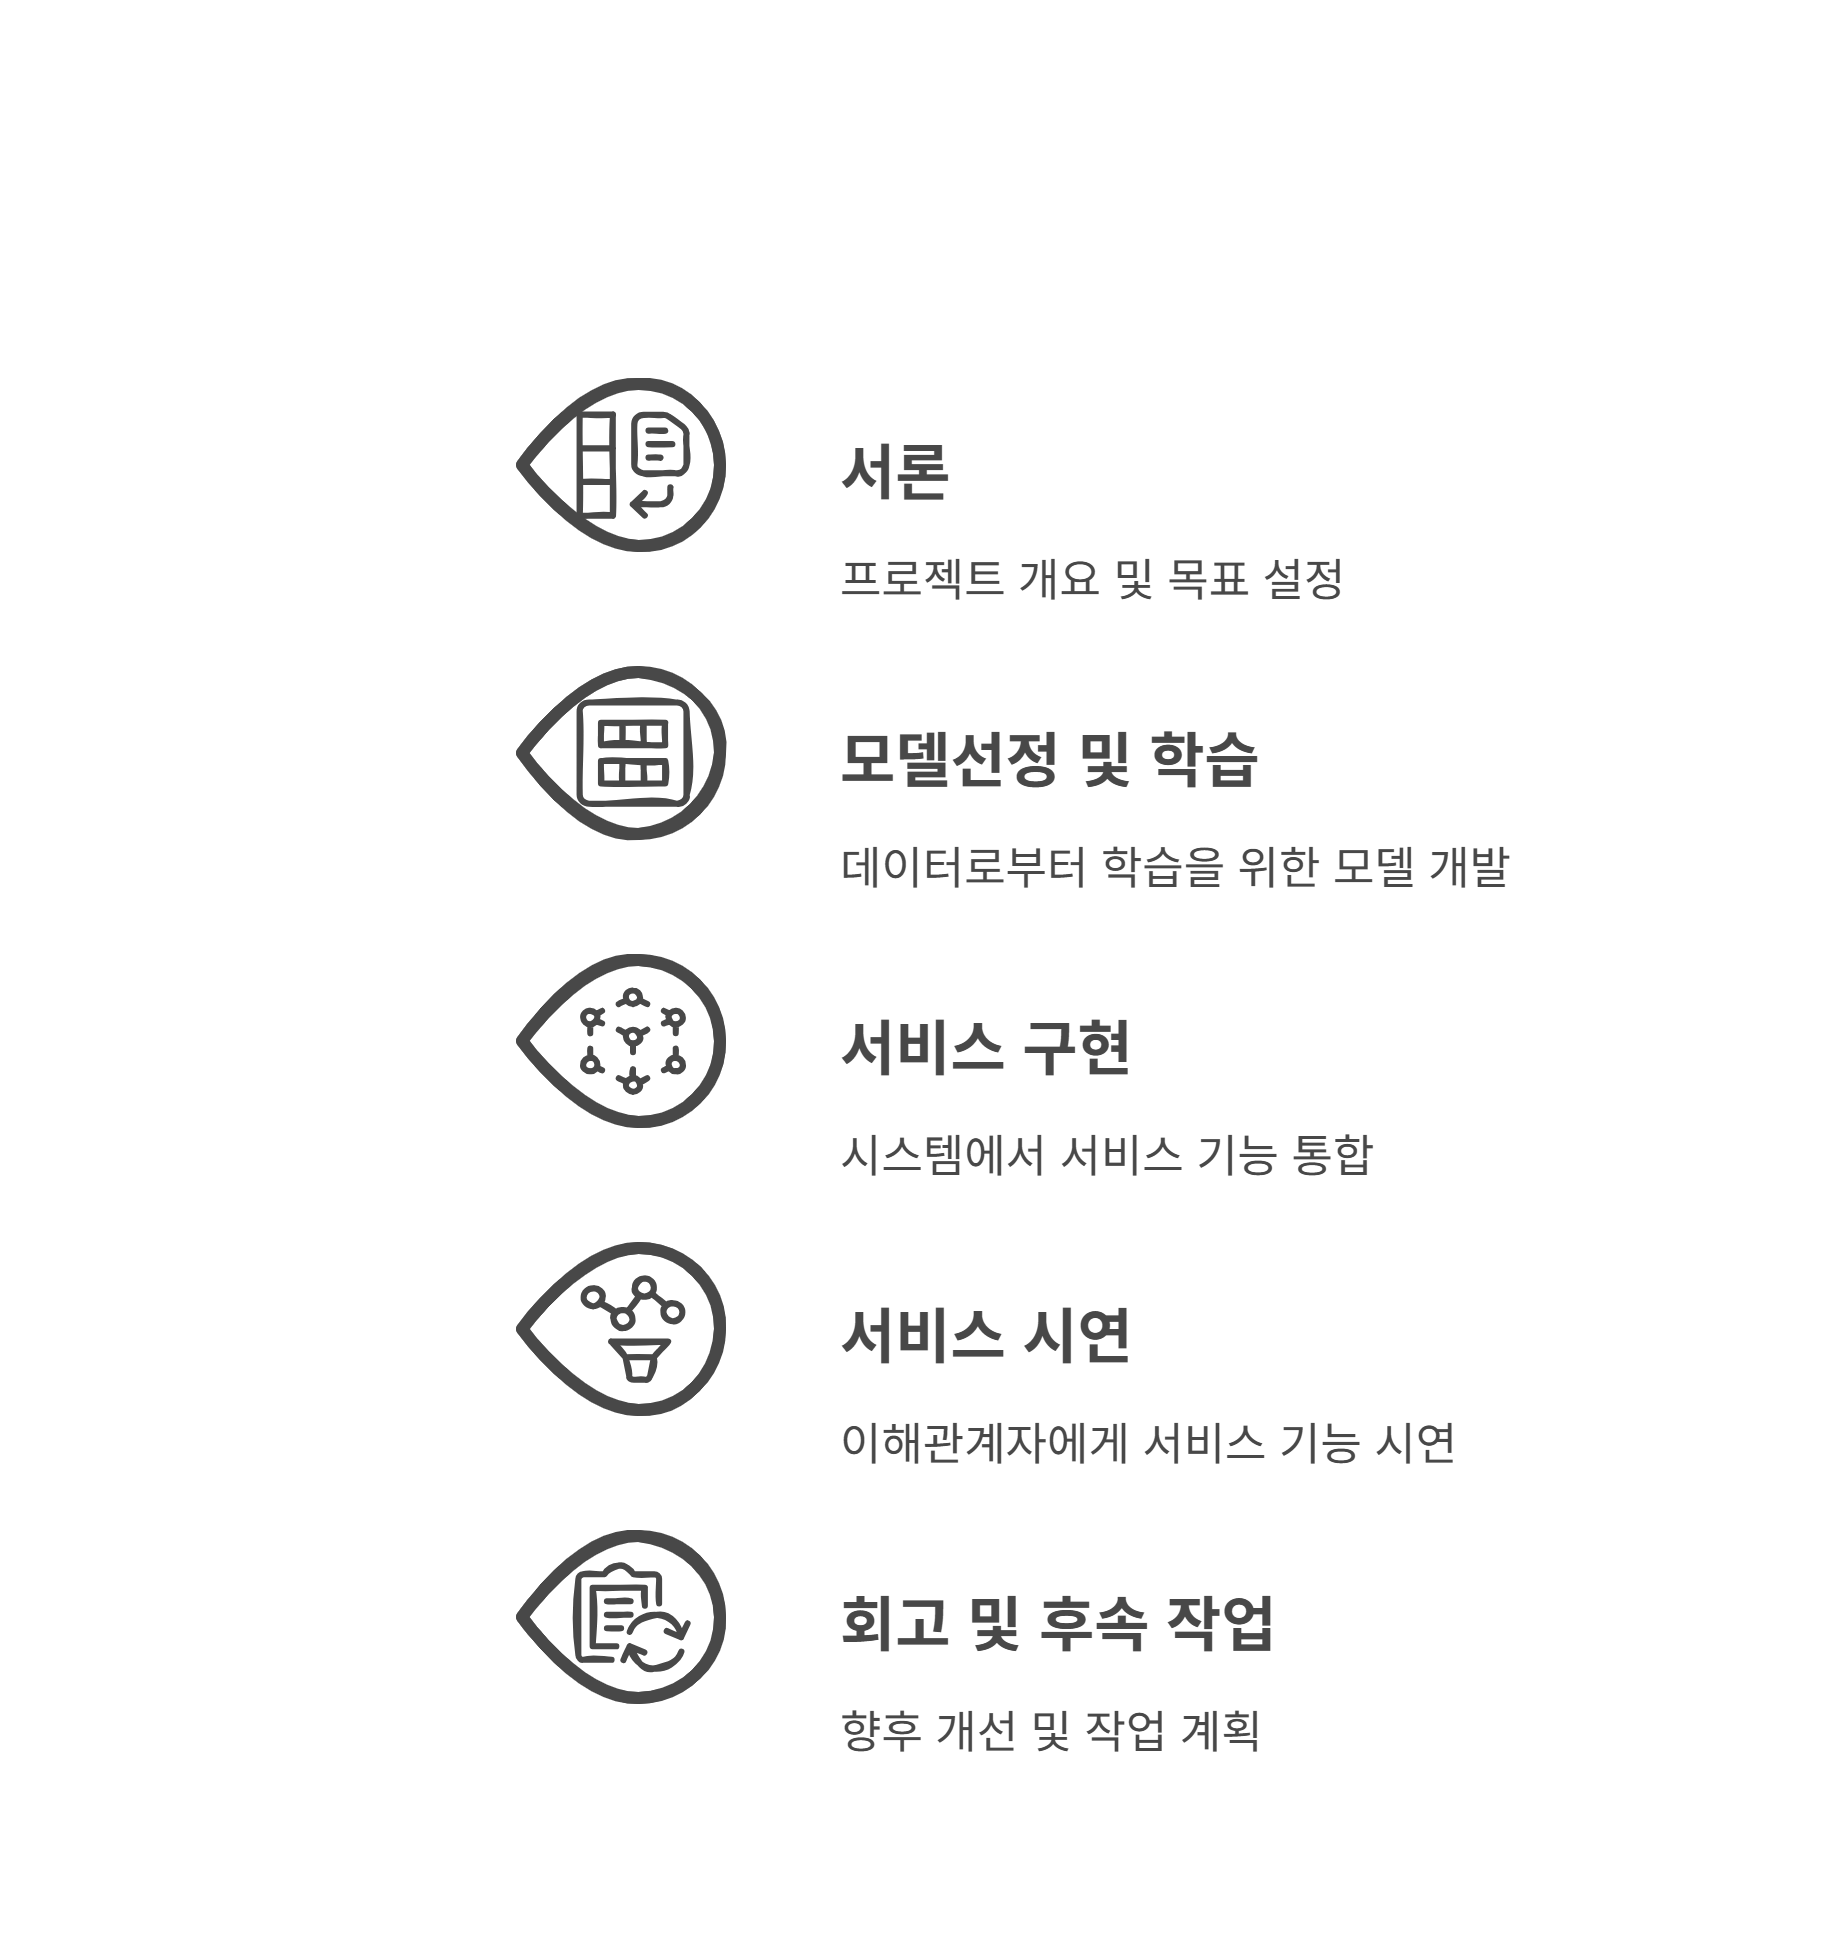 서론
프로젝트 개요 및 목표 설정
모델선정 및 학습
데이터로부터 학습을 위한 모델 개발
서비스 구현
시스템에서 서비스 기능 통합
서비스 시연
이해관계자에게 서비스 기능 시연
회고 및 후속 작업
향후 개선 및 작업 계획